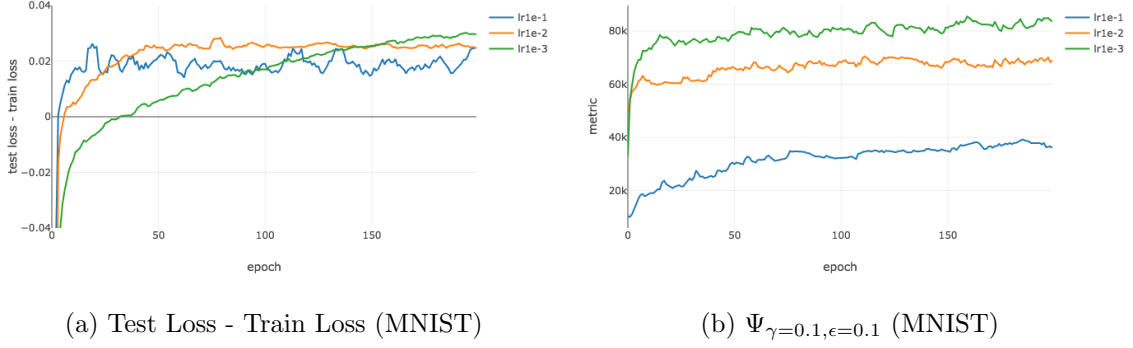 0.04
0.02
0
−0.02
−0.04
test loss - train loss
0
50
100
150
epoch
lr1e-1
lr1e-2
lr1e-3
(a) Test Loss - Train Loss (MNIST)
80k
60k
40k
20k
metric
0
50
100
150
epoch
lr1e-1
lr1e-2
lr1e-3
(b) Ψγ=0.1,ϵ=0.1 (MNIST)